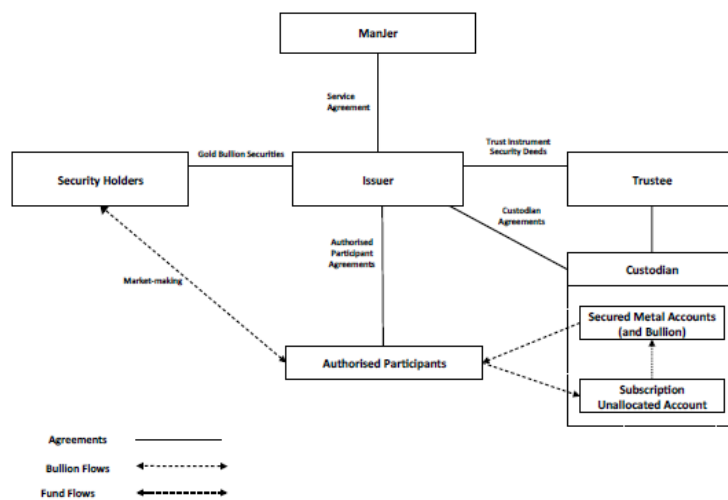 ManJer
Service
Agreement
Gold Bullion Securities
Trust Instrument
Security Deeds
Security Holders
Issuer
Trustee
Custodian
Agreements
Authorised
Participant
Agreements
Market-making
Custodian
Secured Metal Accounts
(and Bullion)
Authorised Participants
Subscription
Unallocated Account
Agreements
Bullion Flows
Fund Flows